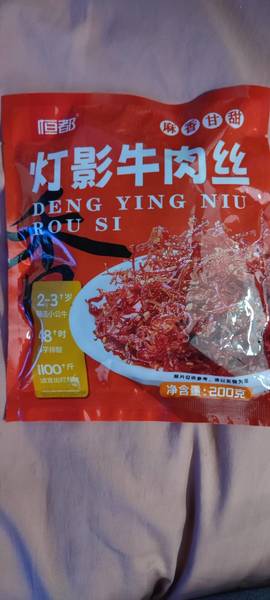 恒都
麻香甘甜
灯影牛肉丝
DENG YING NIU
ROU SI
2-3+岁
48+时
1100+斤
净含量:200克